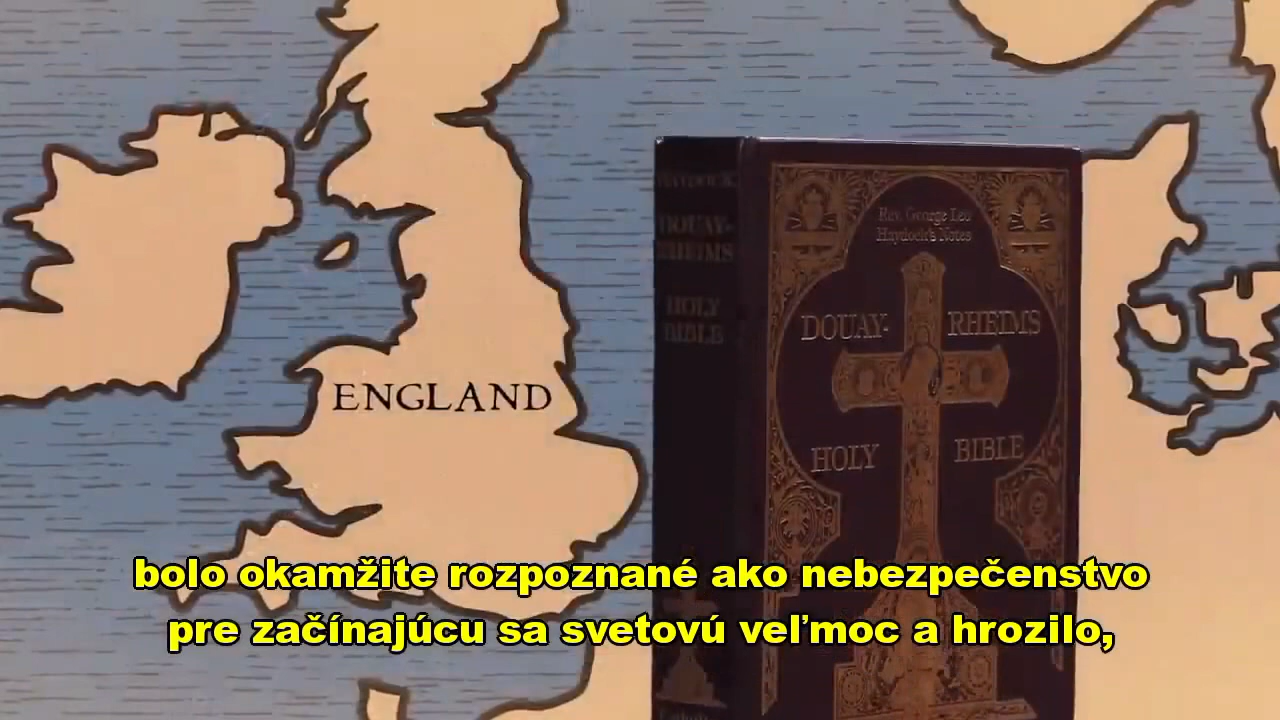 HAYDOCK
DOUAY-
RHEIMS
HOLY
BIBLE
Rev. George Leo
Haydock's Notes
DOUAY- RHEIMS
HOLY BIBLE
ENGLAND
bolo okamžite rozpoznané ako nebezpečenstvo
pre začínajúcu sa svetovú veľmoc a hrozilo,